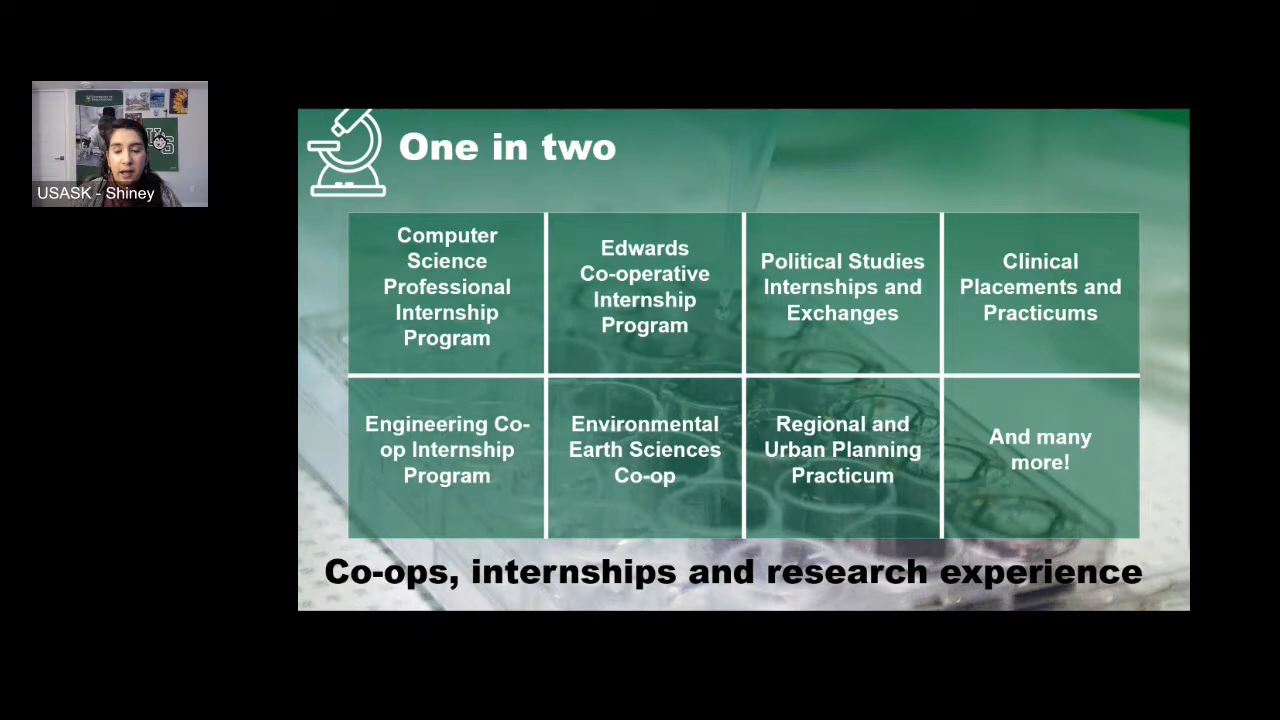 One in two
USASK - Shiney
Computer
Science
Professional
Internship
Program
Edwards
Co-operative
Internship
Program
Political Studies
Internships and
Exchanges
Clinical
Placements and
Practicums
Engineering Co-
op Internship
Program
Environmental
Earth Sciences
Co-op
Regional and
Urban Planning
Practicum
And many
more!
Co-ops, internships and research experience